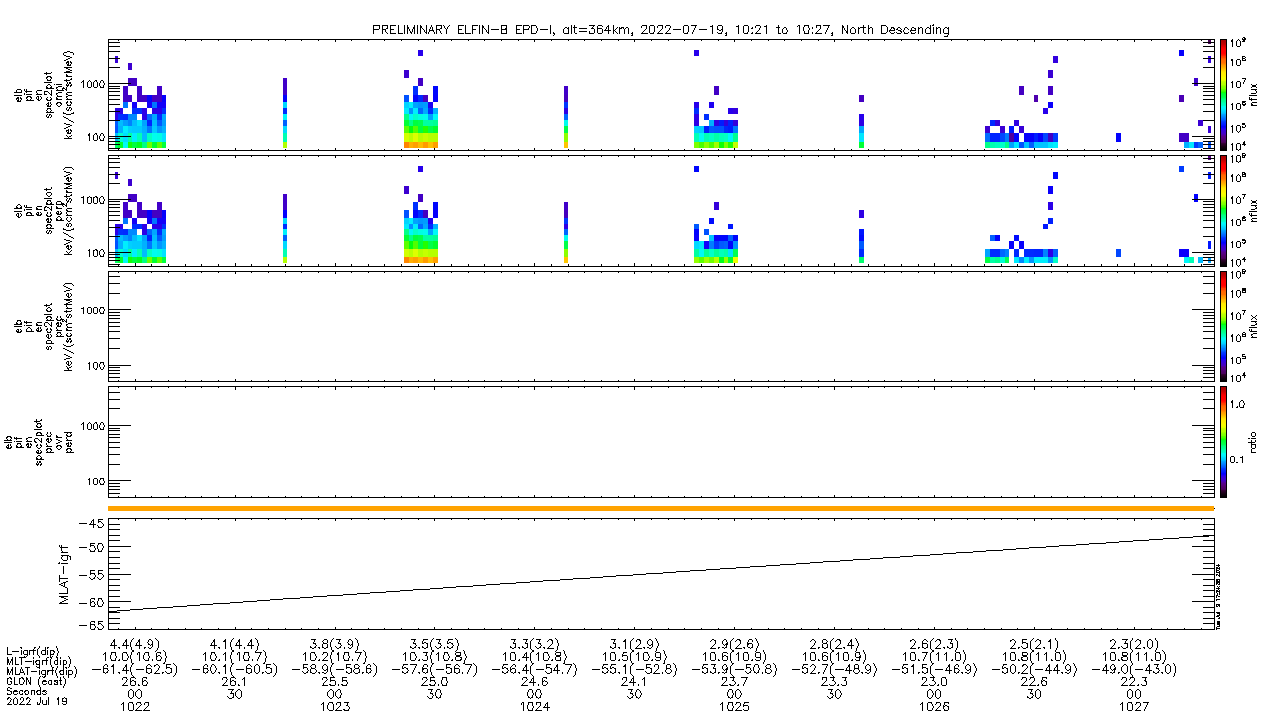 PRELIMINARY ELFIN-B EPD-I, alt=364km, 2022-07-19, 10:21 to 10:27, North Descending
elb
pif
en
spec2plot
omni
keV/(scm²strMeV)
1000
100
10⁹
10⁸
10⁷
10⁶
10⁵
10⁴
nflux
elb
pif
en
spec2plot
perp
keV/(scm²strMeV)
1000
100
10⁹
10⁸
10⁷
10⁶
10⁵
10⁴
nflux
elb
pif
en
spec2plot
prec
keV/(scm²strMeV)
1000
100
10⁹
10⁸
10⁷
10⁶
10⁵
10⁴
nflux
elb
pif
en
spec2plot
prec
ovr
perd
1000
100
1.0
0.1
ratio
MLAT-igrf
-45
-50
-55
-60
-65
L-igrf(dip) 4.4(4.9) 4.1(4.4) 3.8(3.9) 3.5(3.5) 3.3(3.2) 3.1(2.9) 2.9(2.6) 2.8(2.4) 2.6(2.3) 2.5(2.1) 2.3(2.0)
MLT-igrf(dip) 10.0(10.6) 10.1(10.7) 10.2(10.7) 10.3(10.8) 10.4(10.8) 10.5(10.9) 10.6(10.9) 10.6(10.9) 10.7(11.0) 10.8(11.0) 10.8(11.0)
MLAT-igrf(dip) -61.4(-62.5) -60.1(-60.5) -58.9(-58.6) -57.6(-56.7) -56.4(-54.7) -55.1(-52.8) -53.9(-50.8) -52.7(-48.9) -51.5(-46.9) -50.2(-44.9) -49.0(-43.0)
GLON (east) 26.6 26.1 25.5 25.0 24.6 24.1 23.7 23.3 23.0 22.6 22.3
Seconds 00 30 00 30 00 30 00 30 00 30 00
2022 Jul 19 1022 1023 1024 1025 1026 1027